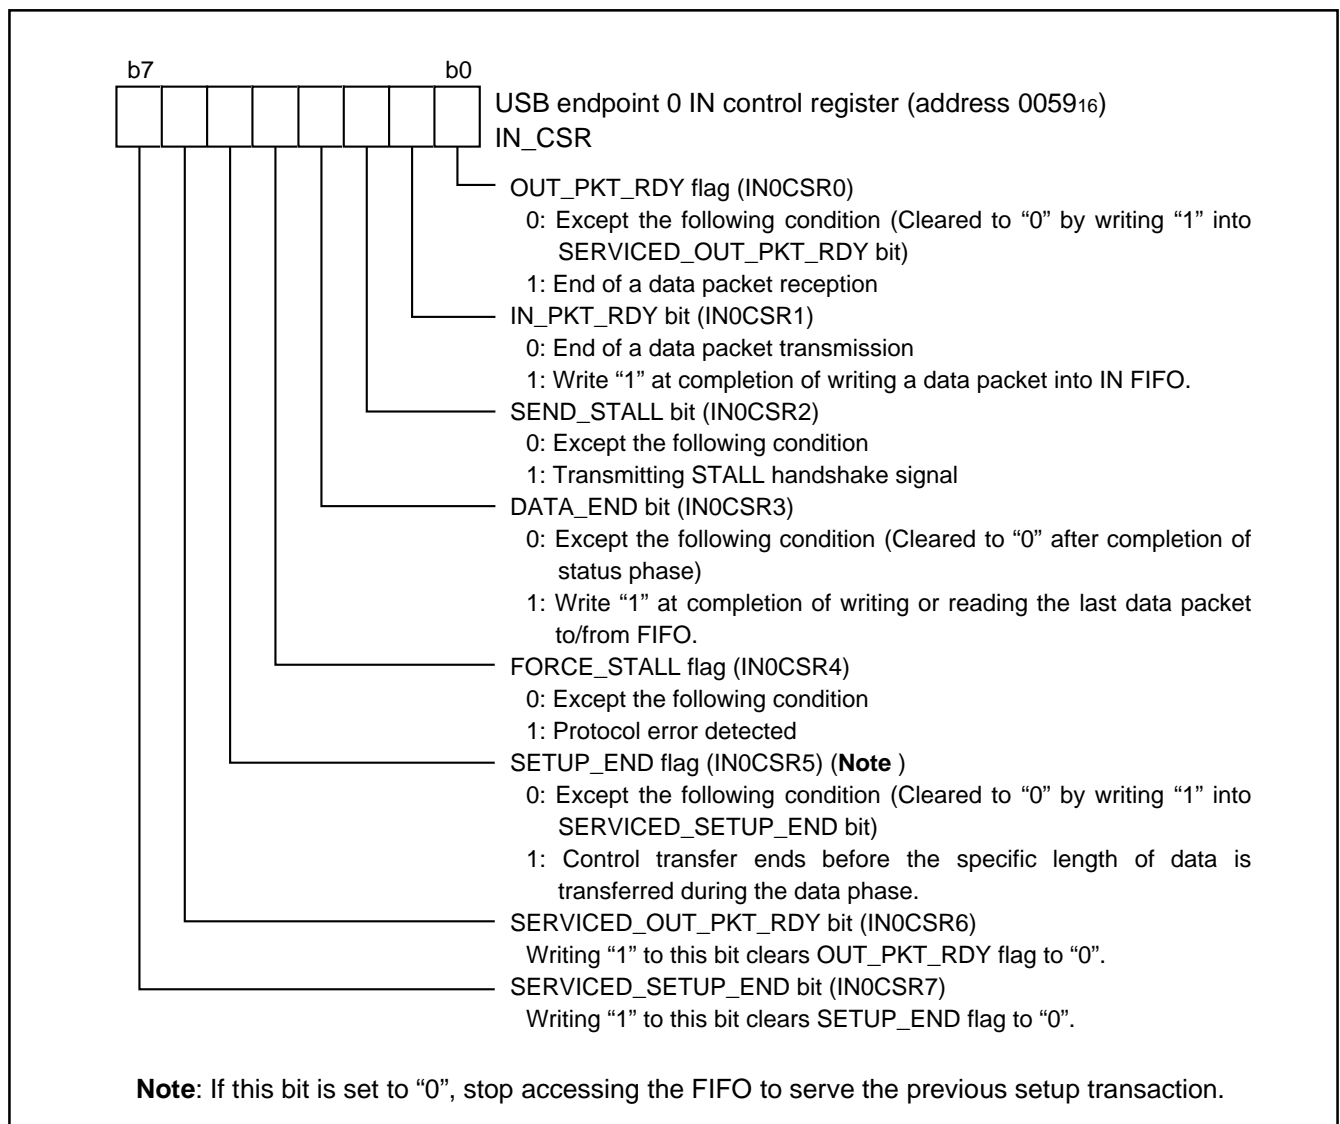 b7 b0
USB endpoint 0 IN control register (address 005916)
IN_CSR
OUT_PKT_RDY flag (IN0CSR0)
0: Except the following condition (Cleared to “0” by writing “1” into
SERVICED_OUT_PKT_RDY bit)
1: End of a data packet reception
IN_PKT_RDY bit (IN0CSR1)
0: End of a data packet transmission
1: Write “1” at completion of writing a data packet into IN FIFO.
SEND_STALL bit (IN0CSR2)
0: Except the following condition
1: Transmitting STALL handshake signal
DATA_END bit (IN0CSR3)
0: Except the following condition (Cleared to “0” after completion of
status phase)
1: Write “1” at completion of writing or reading the last data packet
to/from FIFO.
FORCE_STALL flag (IN0CSR4)
0: Except the following condition
1: Protocol error detected
SETUP_END flag (IN0CSR5) (Note )
0: Except the following condition (Cleared to “0” by writing “1” into
SERVICED_SETUP_END bit)
1: Control transfer ends before the specific length of data is
transferred during the data phase.
SERVICED_OUT_PKT_RDY bit (IN0CSR6)
Writing “1” to this bit clears OUT_PKT_RDY flag to “0”.
SERVICED_SETUP_END bit (IN0CSR7)
Writing “1” to this bit clears SETUP_END flag to “0”.
Note: If this bit is set to “0”, stop accessing the FIFO to serve the previous setup transaction.